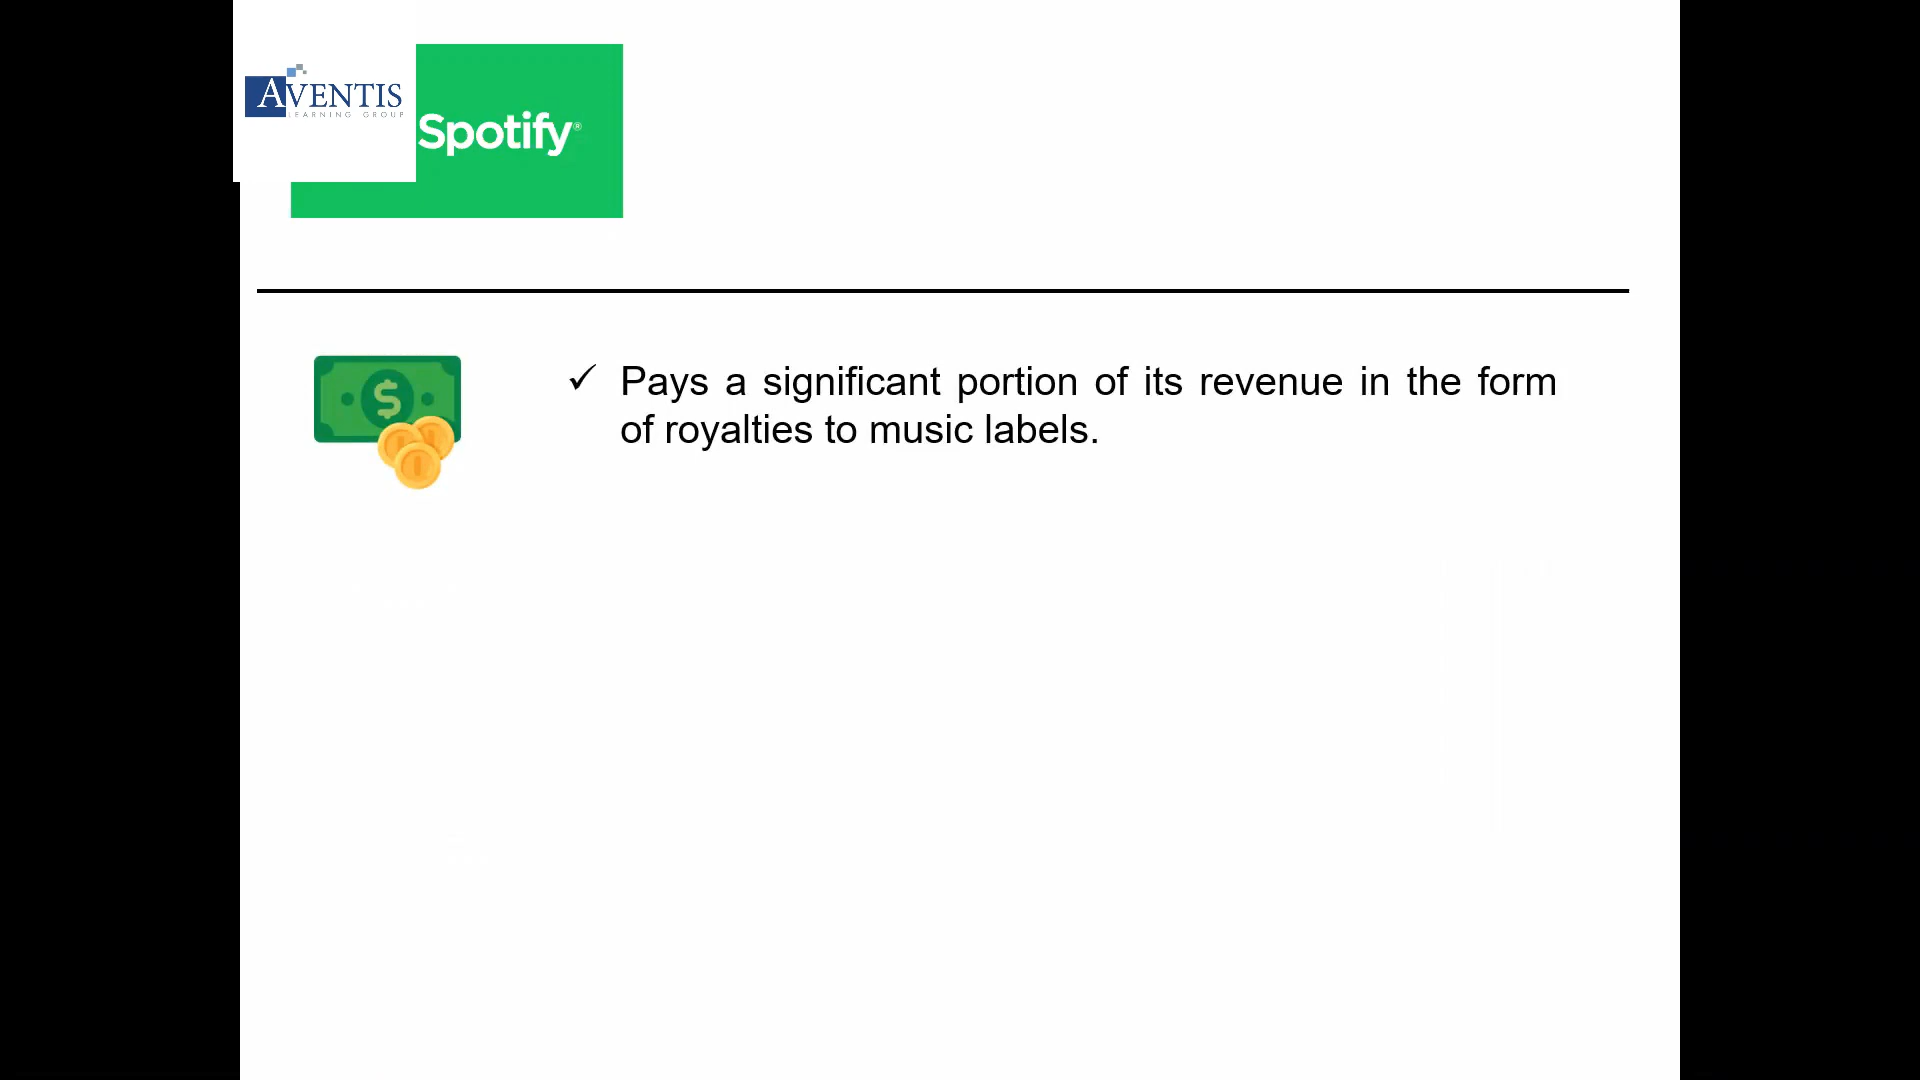 AVENTIS
LEARNING GROUP
Spotify®
$
✓ Pays a significant portion of its revenue in the form
of royalties to music labels.